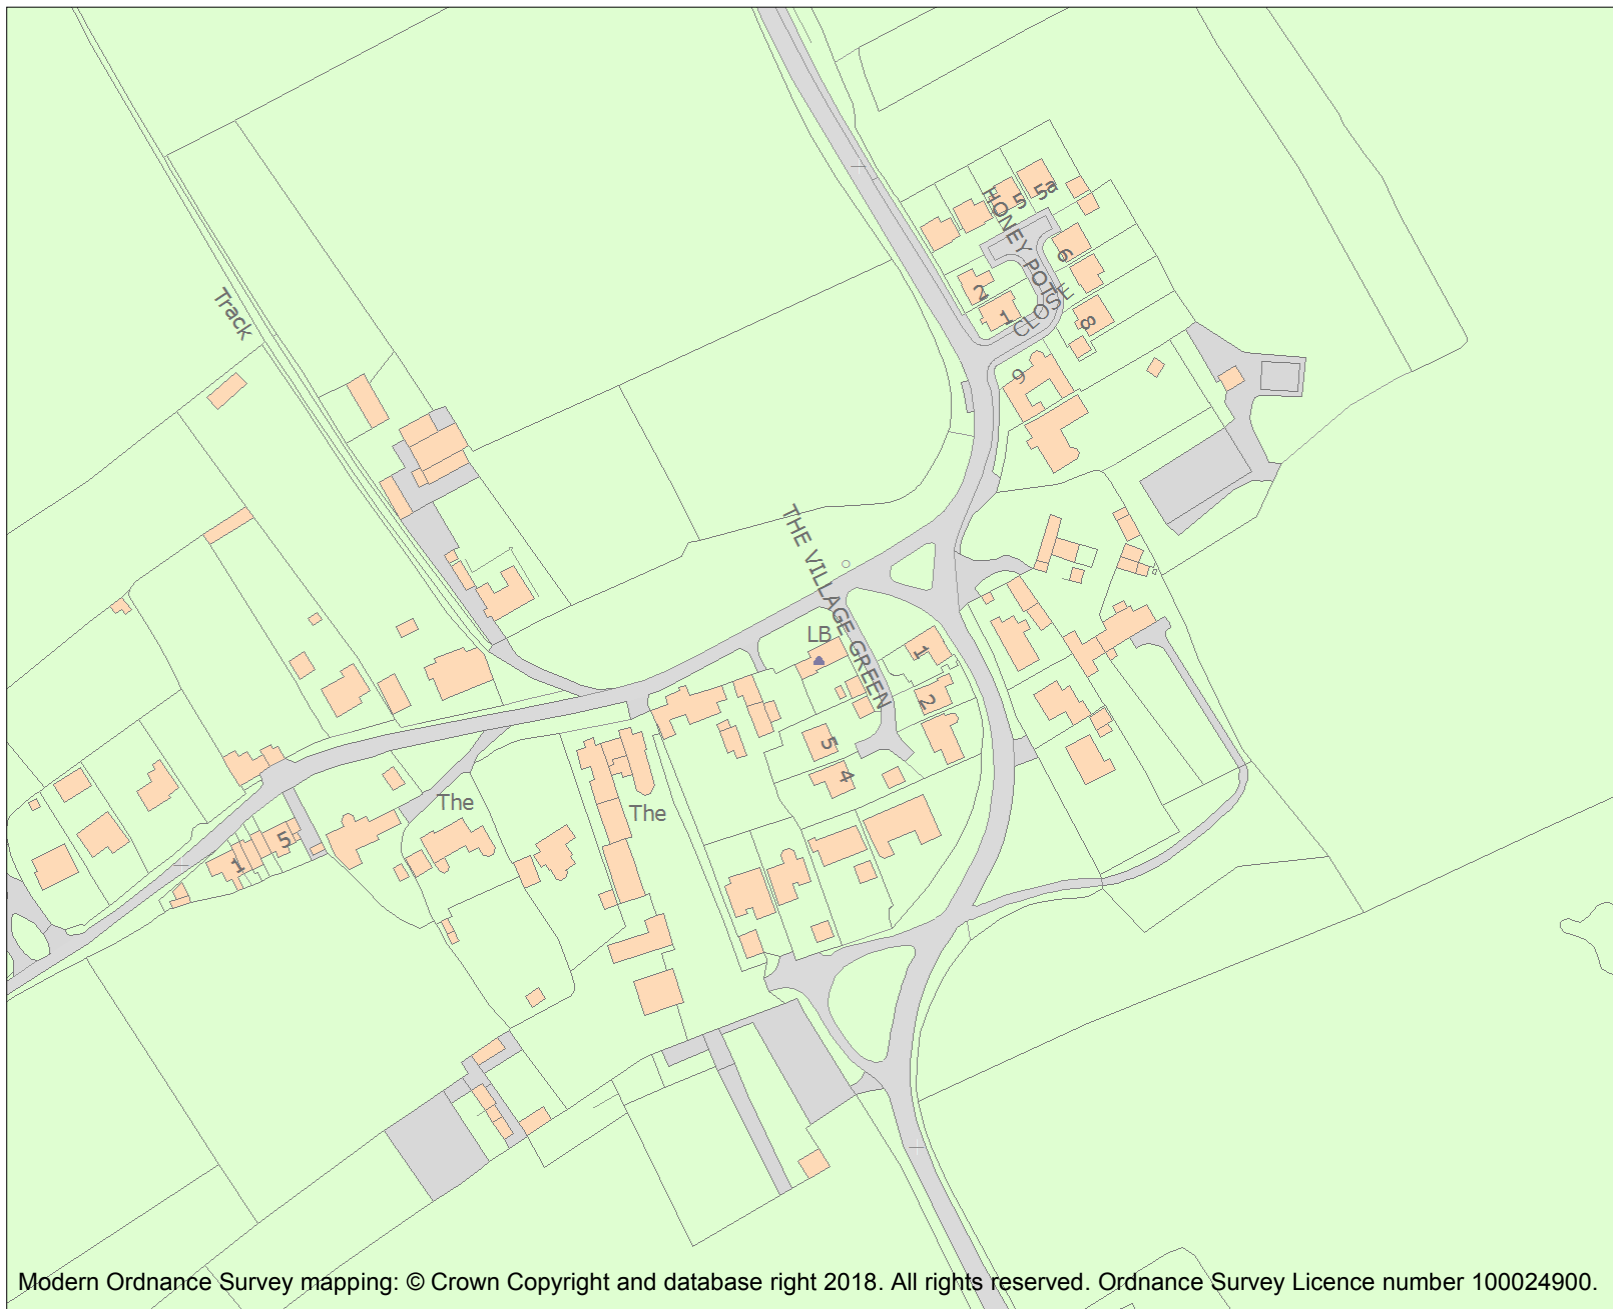 5a
5
HONEY POTS
CLOSE
6
2
1
8
9
Track
THE VILLAGE GREEN
LB
1
2
5
4
The
The
5
1
Modern Ordnance Survey mapping: © Crown Copyright and database right 2018. All rights reserved. Ordnance Survey Licence number 100024900.